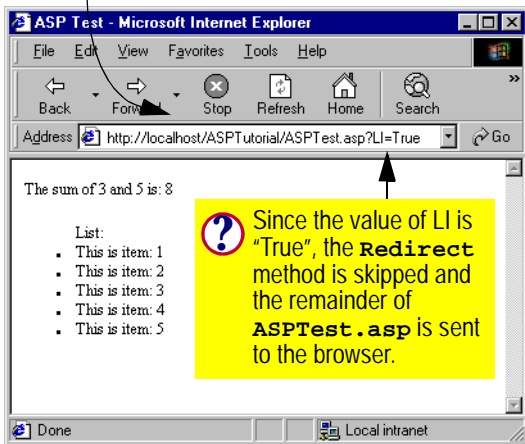 ASP Test - Microsoft Internet Explorer
File Edit View Favorites Tools Help
Back Forward Stop Refresh Home Search »
Address http://localhost/ASPTutorial/ASPTest.asp?LI=True Go
The sum of 3 and 5 is: 8
List:
This is item: 1
This is item: 2
This is item: 3
This is item: 4
This is item: 5
? Since the value of LI is
"True", the Redirect
method is skipped and
the remainder of
ASPTest.asp is sent
to the browser.
Done Local intranet